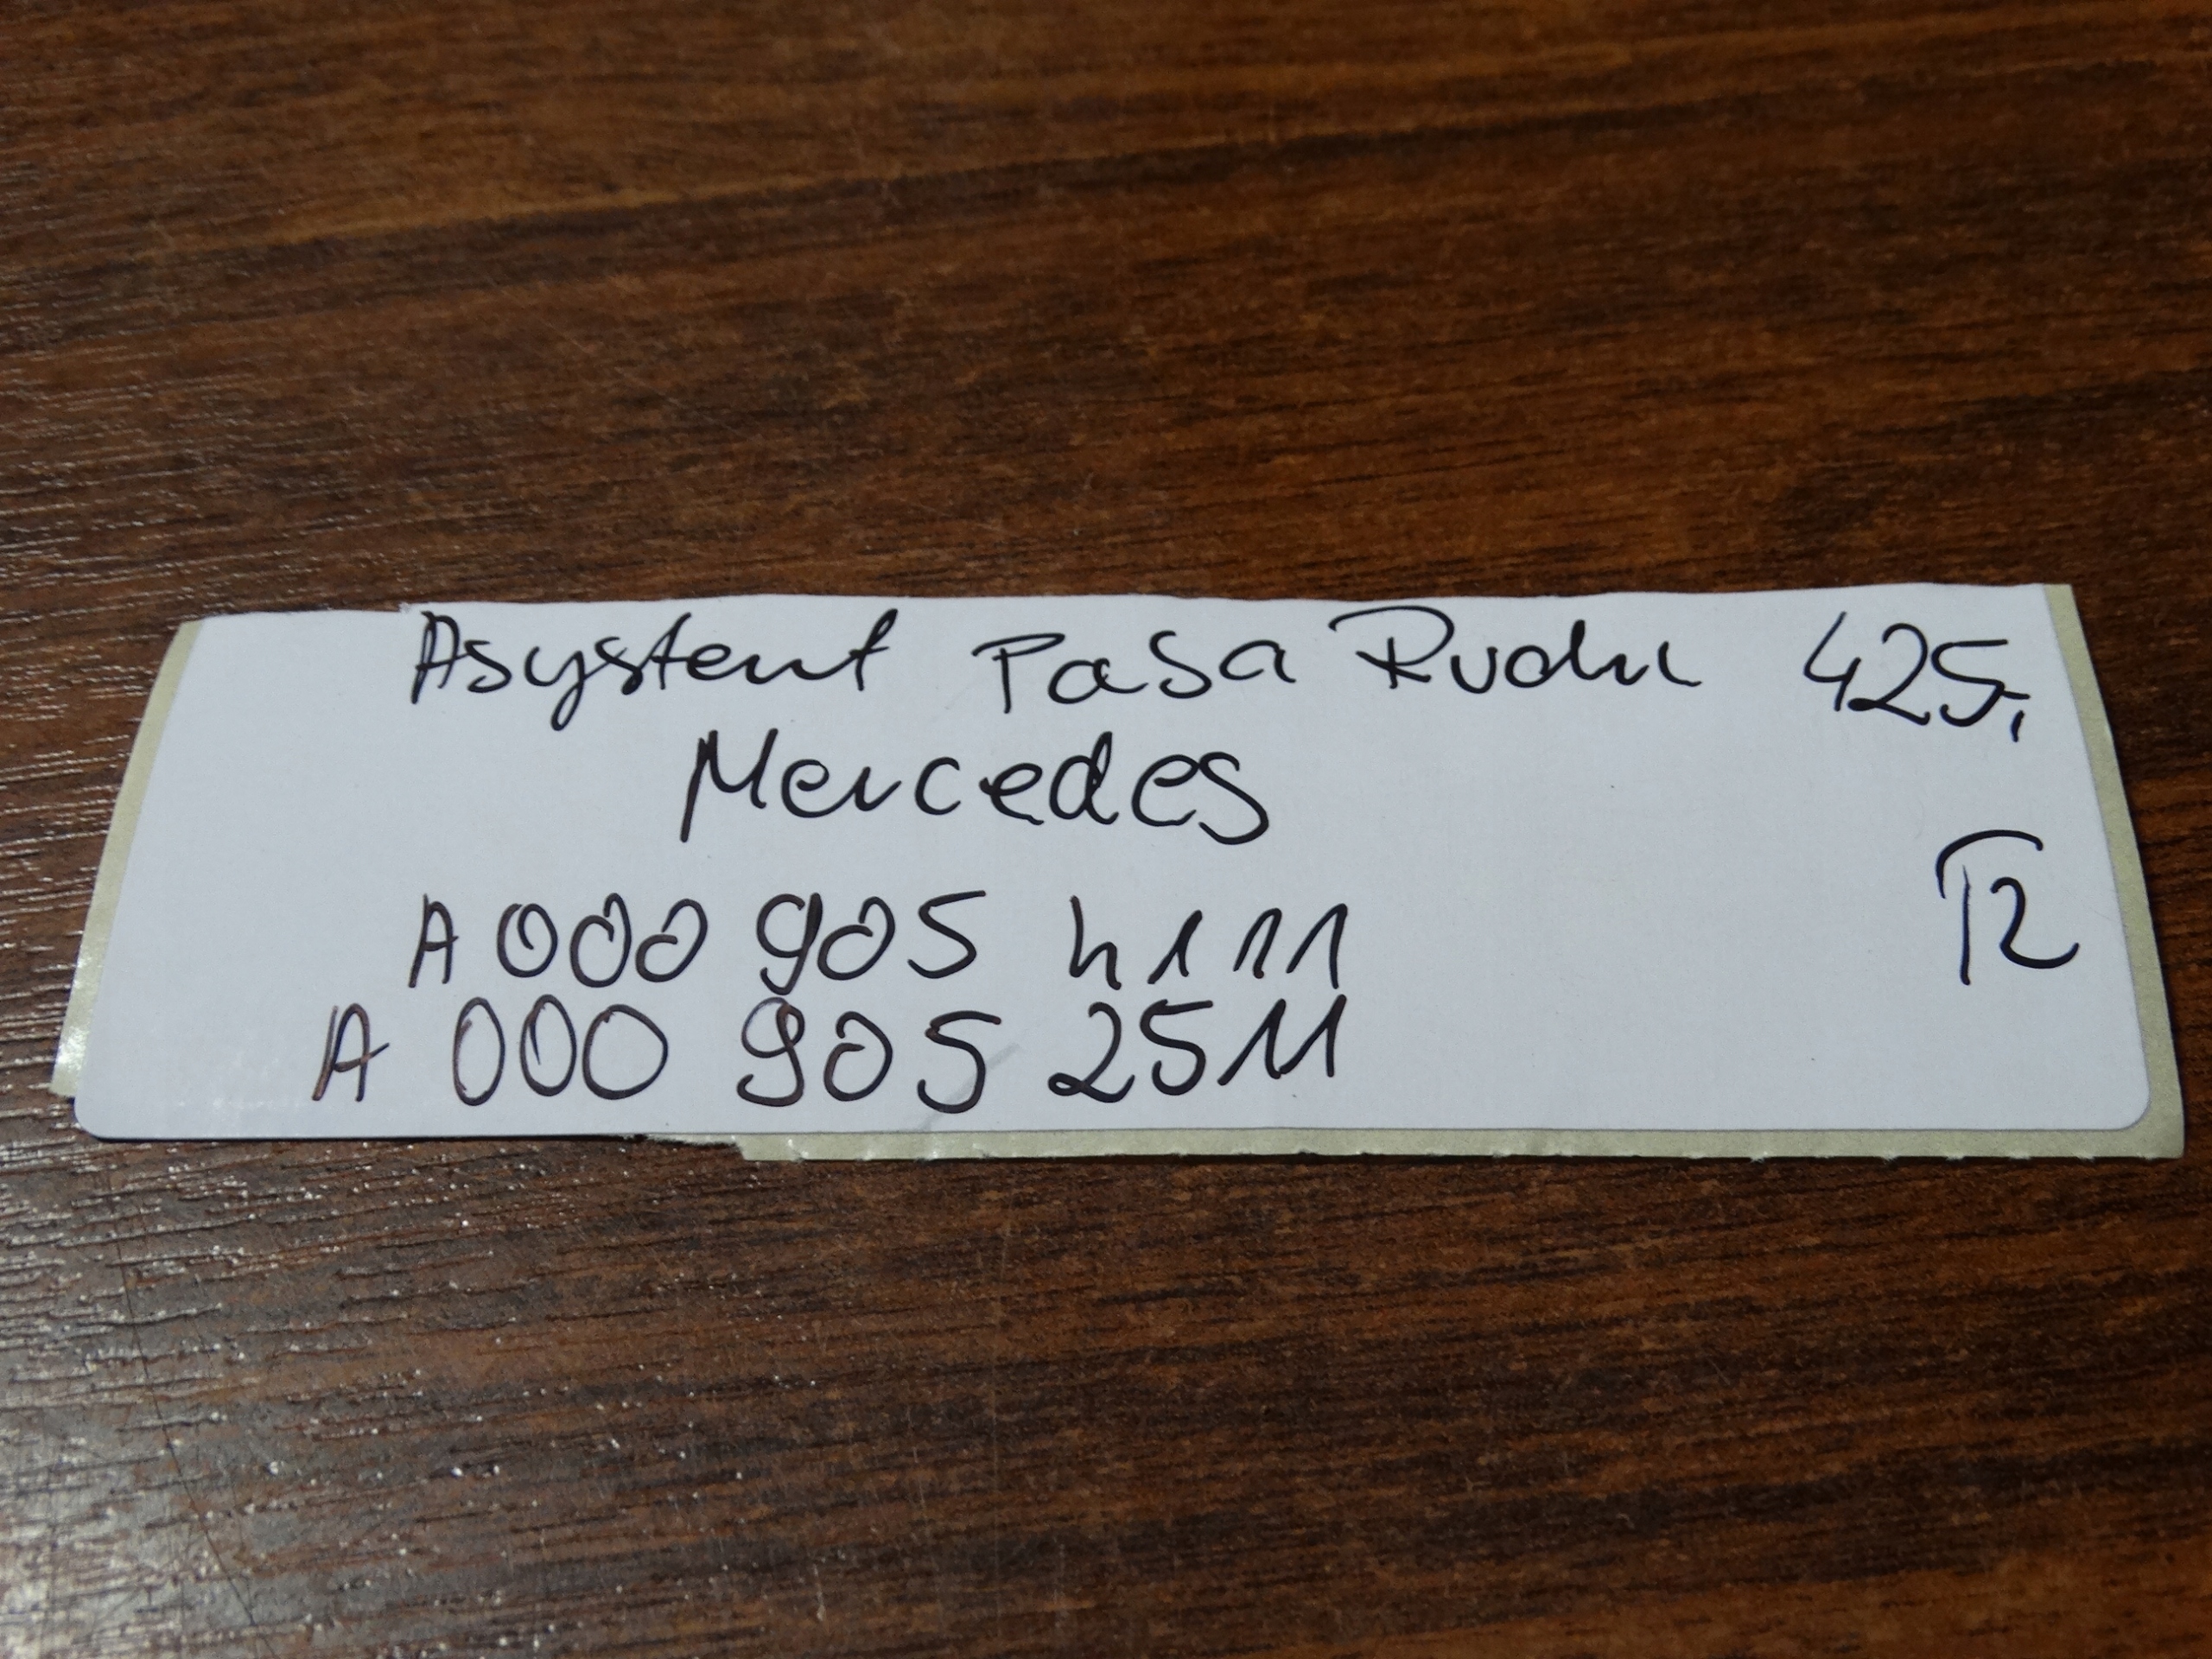 Asystent Pasa Ruchu 425,
Mercedes
A 000 905 4111
A 000 905 2511